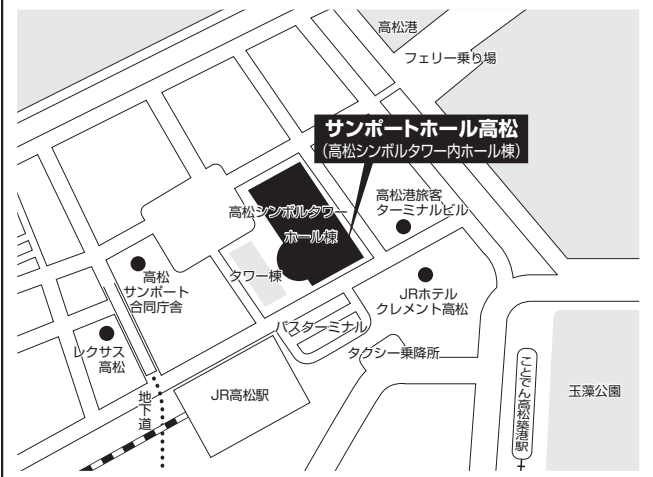 高松港
フェリー乗り場
サンポートホール高松
（高松シンボルタワー内ホール棟）
高松シンボルタワー
ホール棟
高松港旅客
ターミナルビル
タワー棟
高松
サンポート
合同庁舎
JRホテル
クレメント高松
レクサス
高松
バスターミナル
タクシー乗降所
地下道
JR高松駅
ことでん高松築港駅
玉藻公園